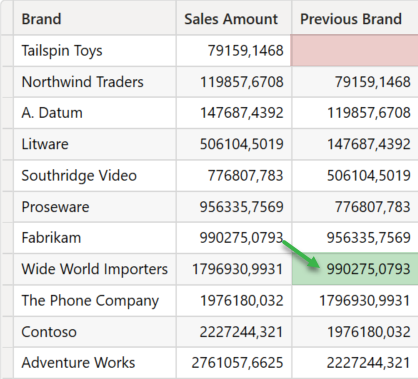 Brand Sales Amount Previous Brand
Tailspin Toys 79159,1468
Northwind Traders 119857,6708 79159,1468
A. Datum 147687,4392 119857,6708
Litware 506104,5019 147687,4392
Southridge Video 776807,783 506104,5019
Proseware 956335,7569 776807,783
Fabrikam 990275,0793 956335,7569
Wide World Importers 1796930,9931 990275,0793
The Phone Company 1976180,032 1796930,9931
Contoso 2227244,321 1976180,032
Adventure Works 2761057,6625 2227244,321